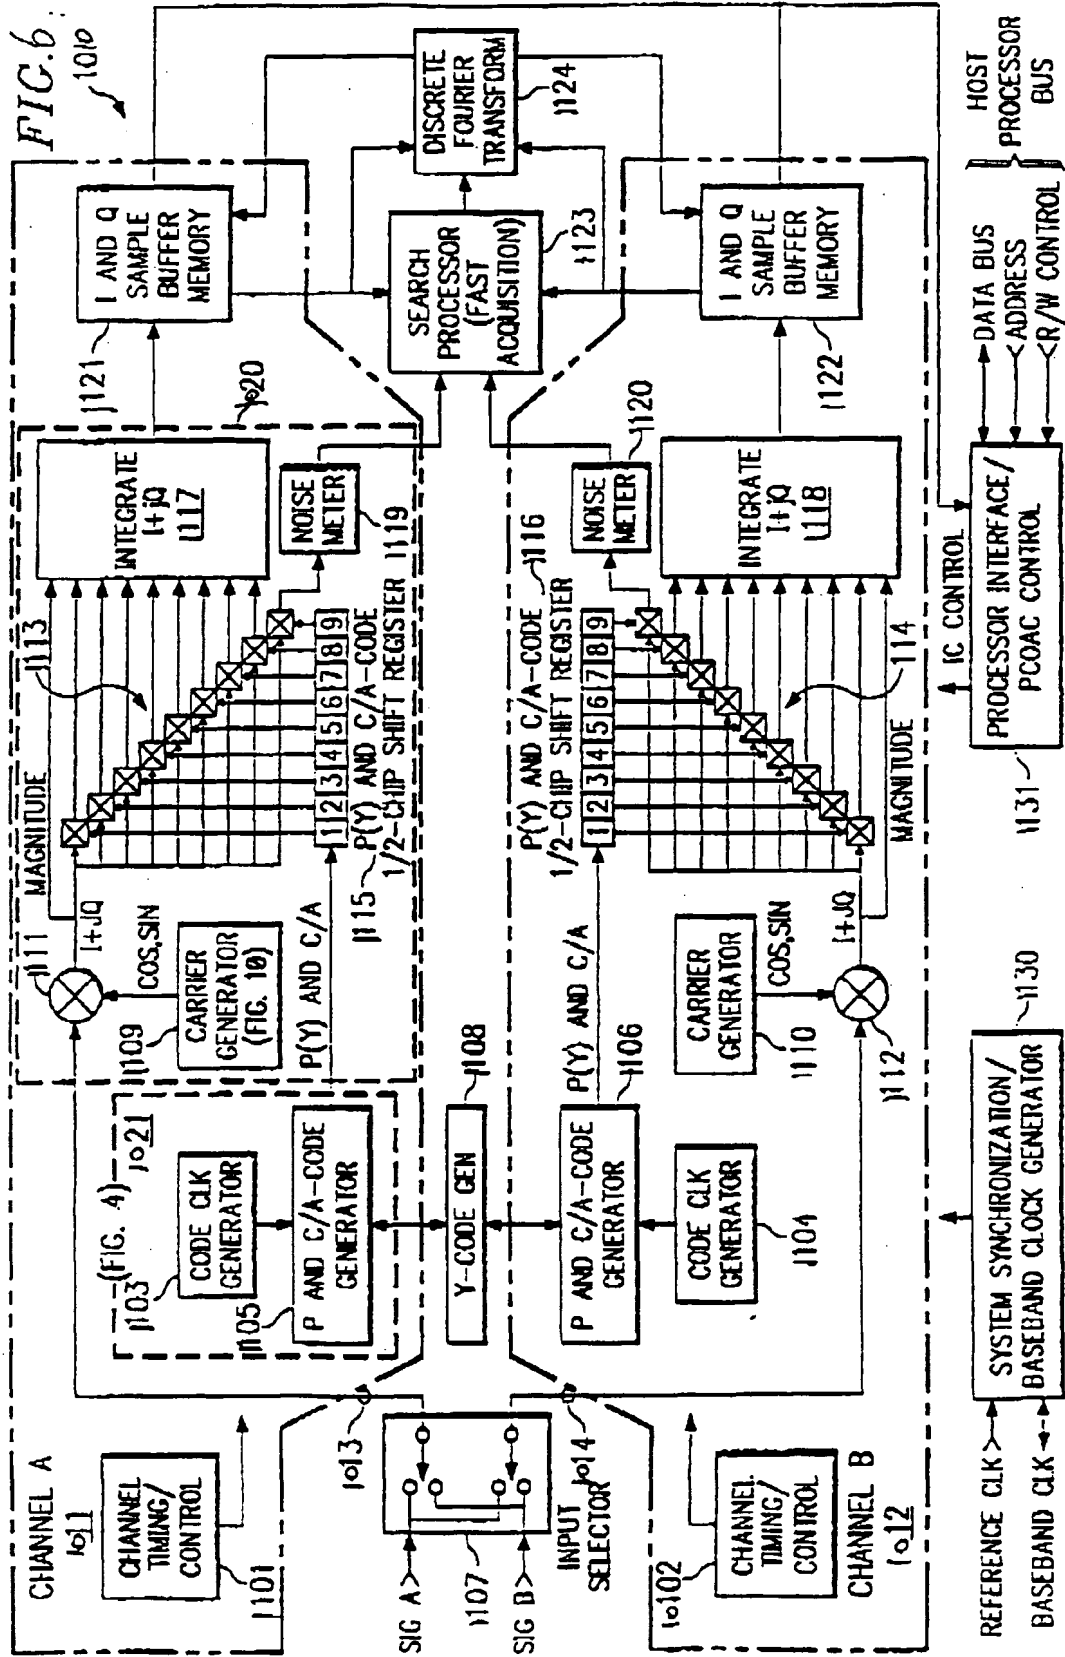 FIG.6
1010
CHANNEL A
1011
CHANNEL
TIMING/
CONTROL
1101
(FIG. 4)
1021
1103
CODE CLK
GENERATOR
1105
P AND C/A-CODE
GENERATOR
1111
I+JQ
COS,SIN
1109
CARRIER
GENERATOR
(FIG. 10)
P(Y) AND C/A
MAGNITUDE
1113
1115
P(Y) AND C/A-CODE
1/2-CHIP SHIFT REGISTER
1 2 3 4 5 6 7 8 9
INTEGRATE
I+jQ
1117
1020
NOISE
METER
1119
1121
I AND Q
SAMPLE
BUFFER
MEMORY
SEARCH
PROCESSOR
(FAST
ACQUISITION)
1123
DISCRETE
FOURIER
TRANSFORM
1124
1013
SIG A>
SIG B>
1107
INPUT
SELECTOR
1014
Y-CODE GEN
1108
P AND C/A-CODE
GENERATOR
1106
CODE CLK
GENERATOR
1104
P(Y) AND C/A
CARRIER
GENERATOR
1110
COS,SIN
1112
I+JQ
MAGNITUDE
P(Y) AND C/A-CODE
1/2-CHIP SHIFT REGISTER
1116
1 2 3 4 5 6 7 8 9
114
NOISE
METER
1120
INTEGRATE
I+jQ
1118
I AND Q
SAMPLE
BUFFER
MEMORY
1122
10102
CHANNEL
TIMING/
CONTROL
CHANNEL B
1012
REFERENCE CLK>
BASEBAND CLK
SYSTEM SYNCHRONIZATION/
BASEBAND CLOCK GENERATOR
1130
IC CONTROL
PROCESSOR INTERFACE/
PCOAC CONTROL
1131
DATA BUS
ADDRESS
R/W CONTROL
HOST
PROCESSOR
BUS